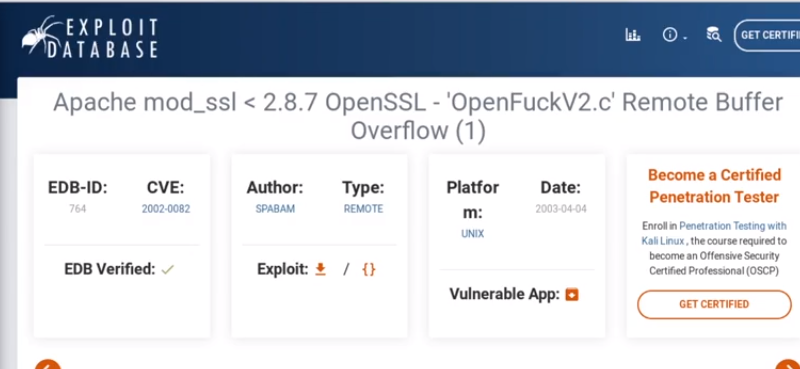 EXPLOIT
DATABASE
GET CERTIFI
Apache mod_ssl < 2.8.7 OpenSSL - 'OpenFuckV2.c' Remote Buffer
Overflow (1)
EDB-ID:
764
CVE:
2002-0082
EDB Verified:
Author:
SPABAM
Type:
REMOTE
Exploit: / {}
Platfor
m:
UNIX
Date:
2003-04-04
Vulnerable App:
Become a Certified
Penetration Tester
Enroll in Penetration Testing with
Kali Linux , the course required to
become an Offensive Security
Certified Professional (OSCP)
GET CERTIFIED